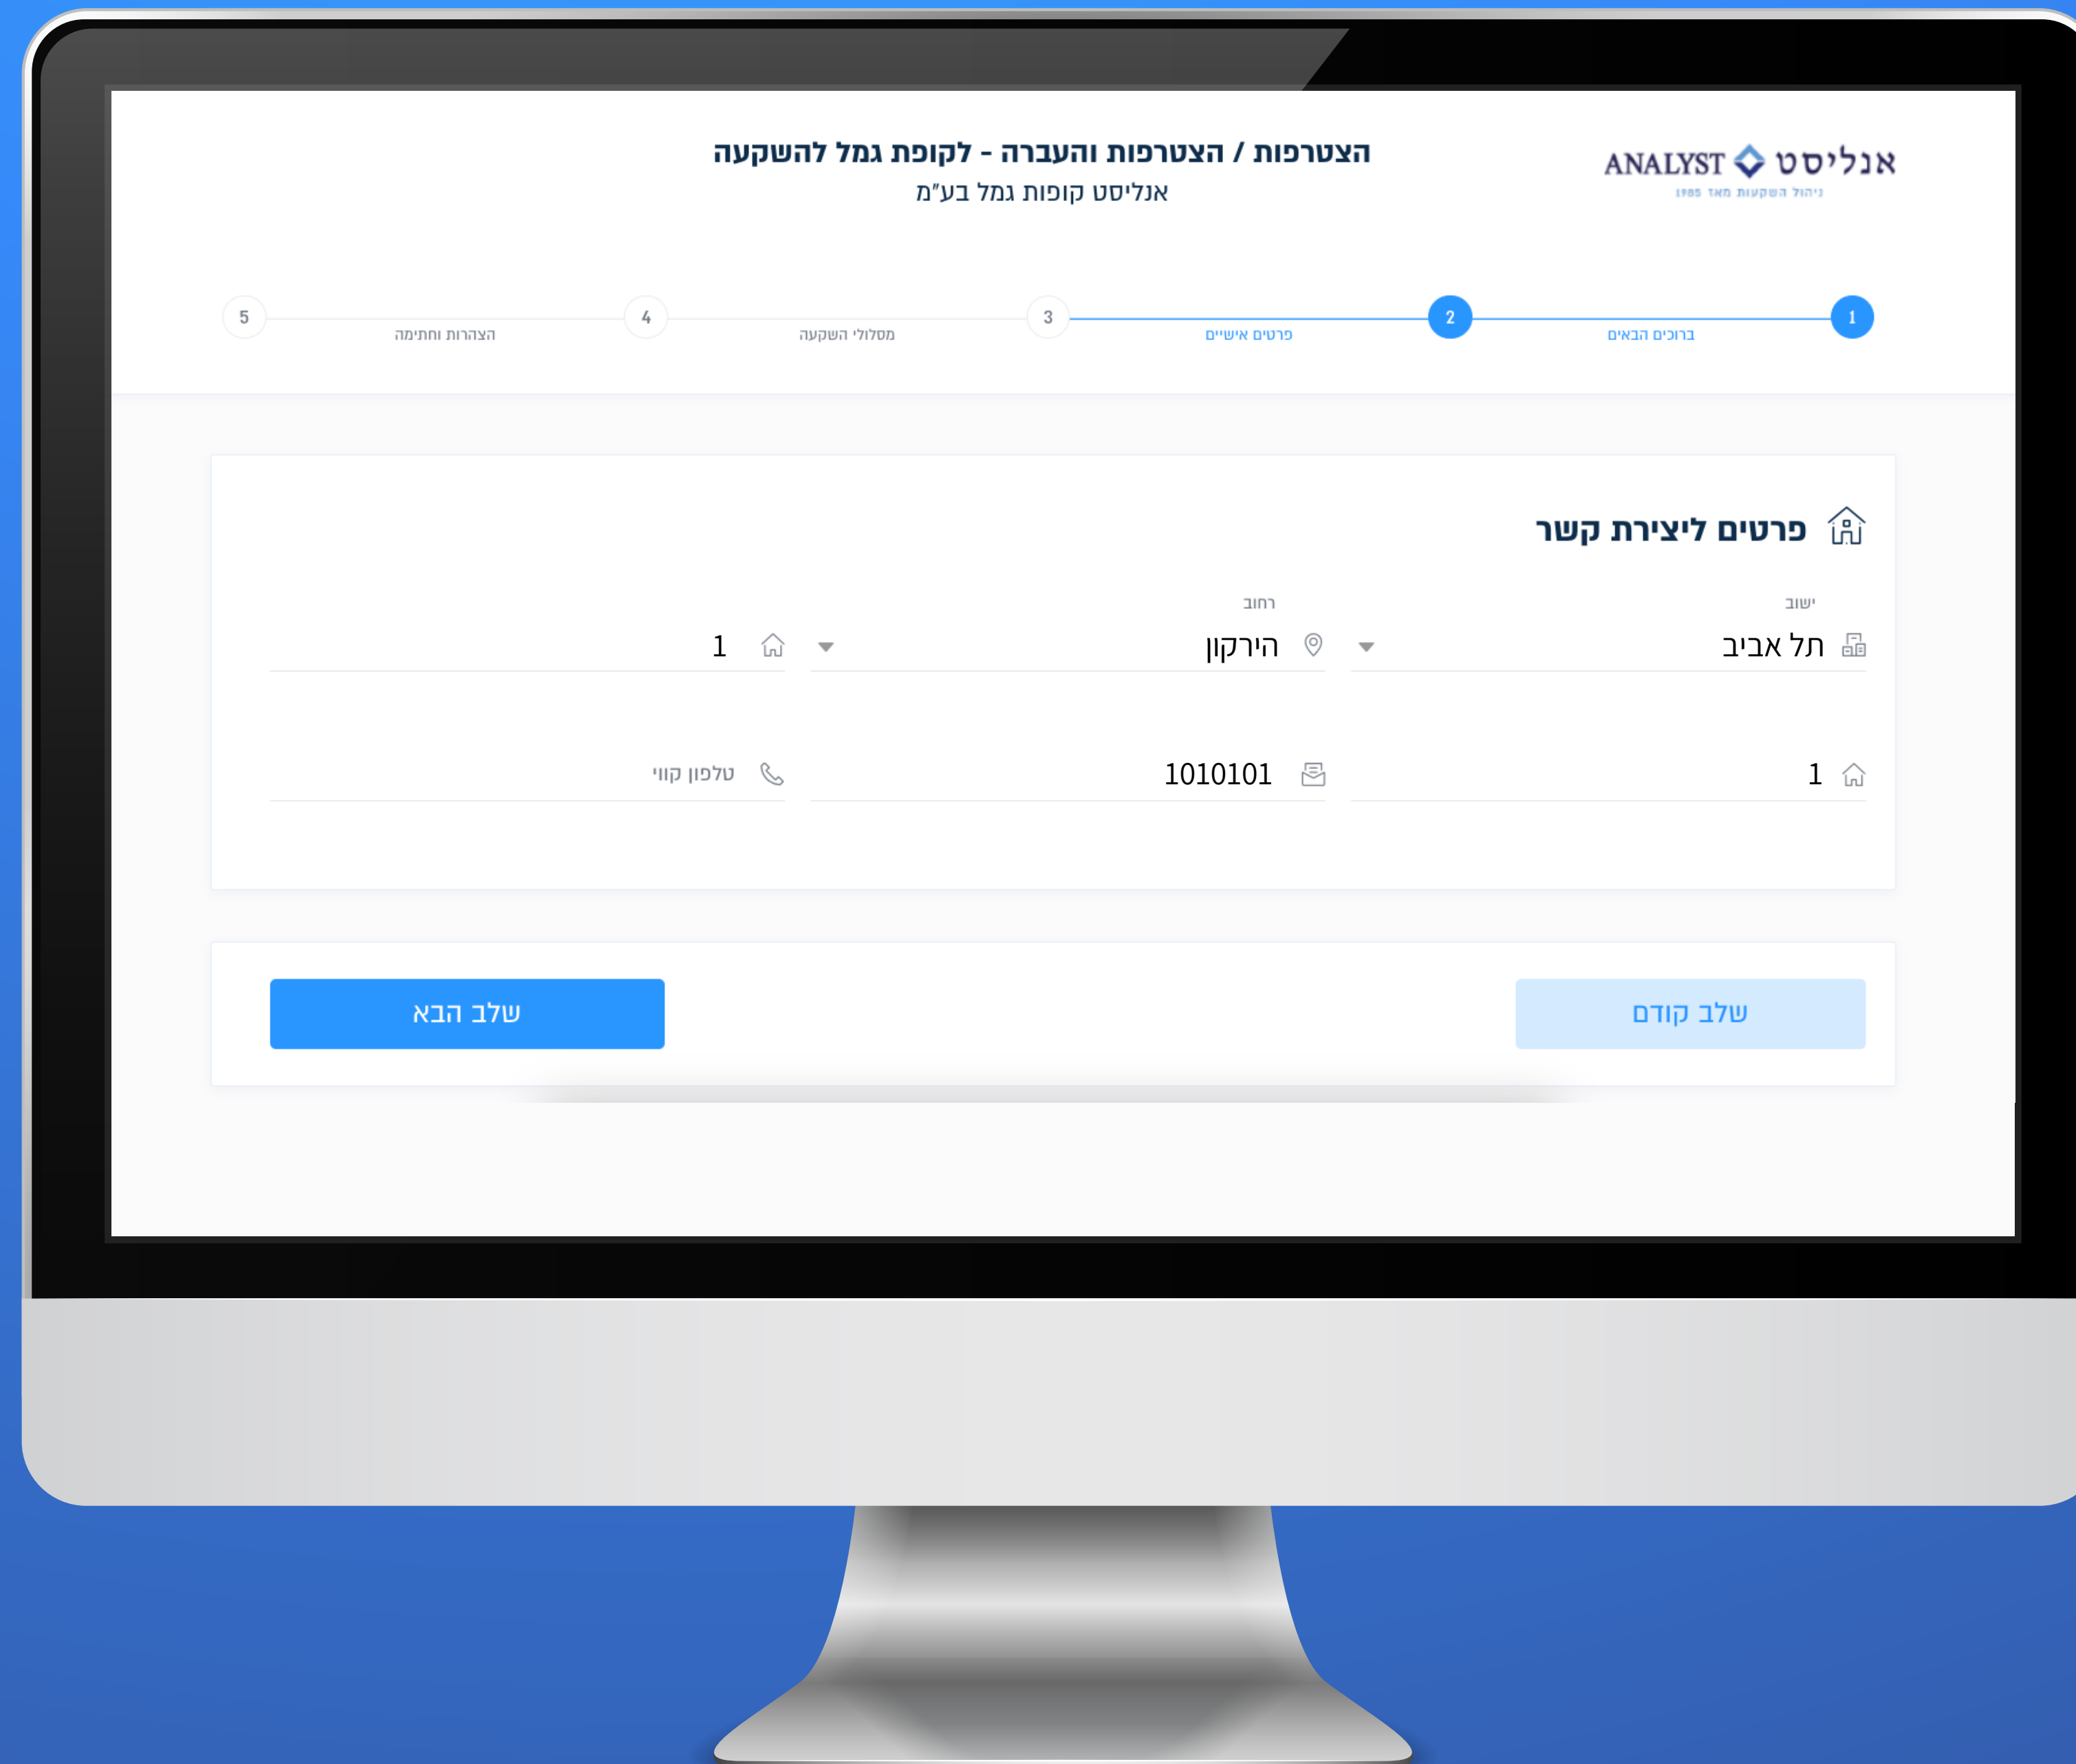 אנליסט ANALYST
ניהול השקעות מאז 1985
הצטרפות / הצטרפות והעברה - לקופת גמל להשקעה
אנליסט קופות גמל בע"מ
1 2 3 4 5
ברוכים הבאים פרטים אישיים מסלולי השקעה הצהרות וחתימה
פרטים ליצירת קשר
ישוב רחוב
תל אביב הירקון 1
1 1010101 טלפון קווי
שלב קודם שלב הבא